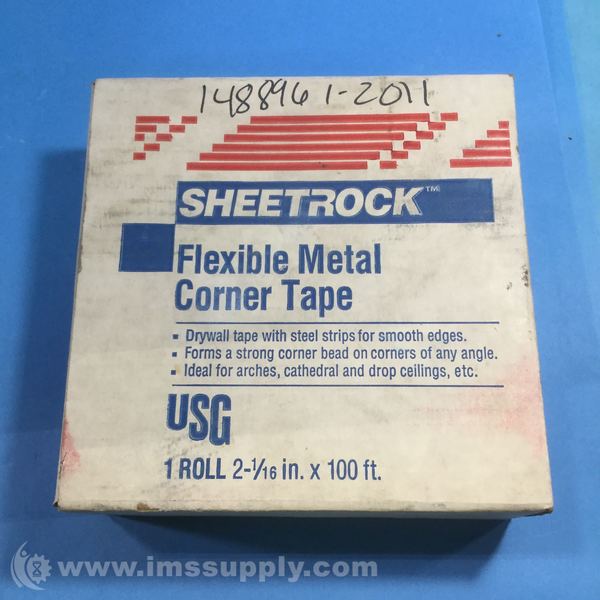 1488961-2011
SHEETROCK™
Flexible Metal
Corner Tape
▪ Drywall tape with steel strips for smooth edges.
▪ Forms a strong corner bead on corners of any angle.
▪ Ideal for arches, cathedral and drop ceilings, etc.
USG
1 ROLL 2-1/16 in. x 100 ft.
www.imssupply.com